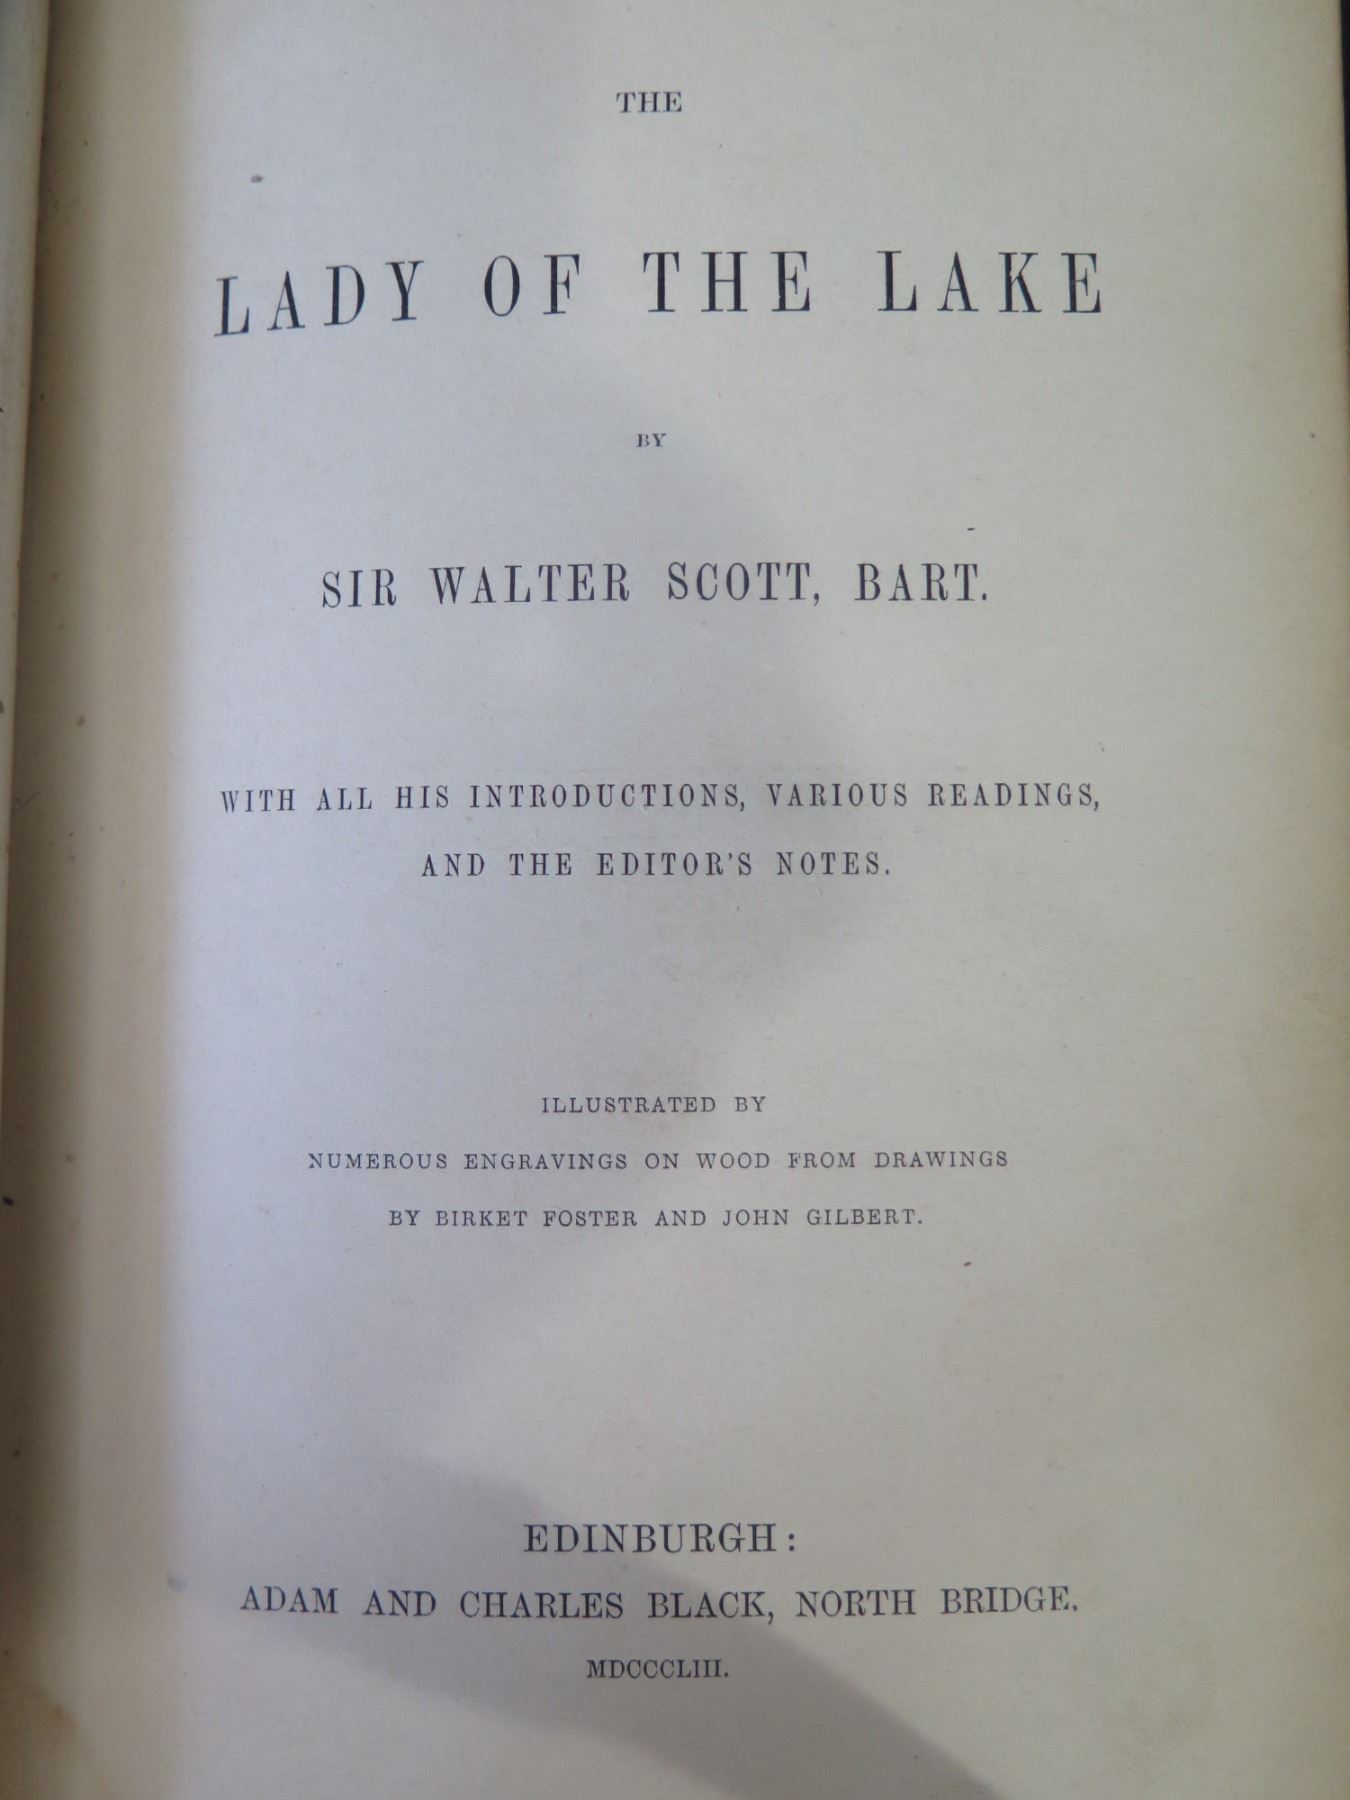 THE
LADY OF THE LAKE
BY
SIR WALTER SCOTT, BART.
WITH ALL HIS INTRODUCTIONS, VARIOUS READINGS,
AND THE EDITOR'S NOTES.
ILLUSTRATED BY
NUMEROUS ENGRAVINGS ON WOOD FROM DRAWINGS
BY BIRKET FOSTER AND JOHN GILBERT.
EDINBURGH:
ADAM AND CHARLES BLACK, NORTH BRIDGE.
MDCCCLIII.